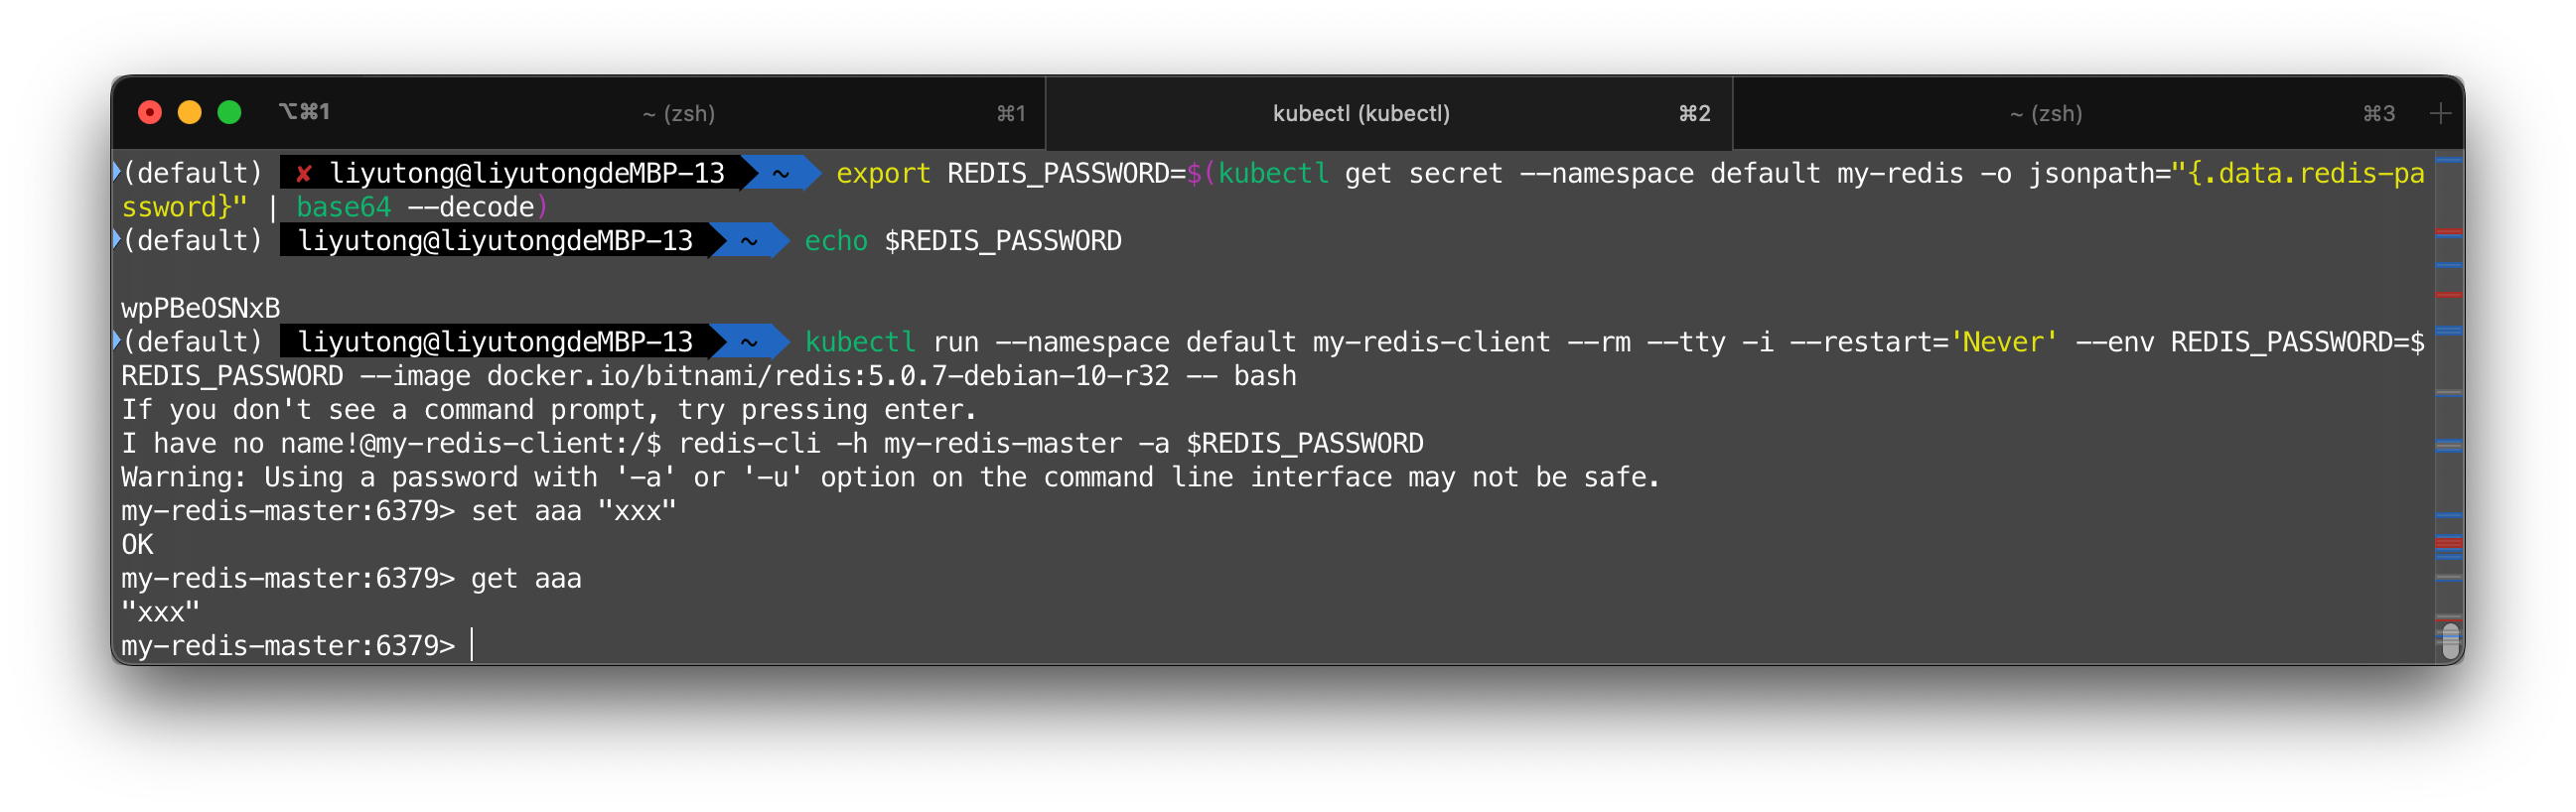 ⌥⌘1 ~ (zsh) ⌘1 kubectl (kubectl) ⌘2 ~ (zsh) ⌘3 +
(default) ✘ liyutong@liyutongdeMBP-13 ~ export REDIS_PASSWORD=$(kubectl get secret --namespace default my-redis -o jsonpath="{.data.redis-pa
ssword}" | base64 --decode)
(default) liyutong@liyutongdeMBP-13 ~ echo $REDIS_PASSWORD
wpPBeOSNxB
(default) liyutong@liyutongdeMBP-13 ~ kubectl run --namespace default my-redis-client --rm --tty -i --restart='Never' --env REDIS_PASSWORD=$
REDIS_PASSWORD --image docker.io/bitnami/redis:5.0.7-debian-10-r32 -- bash
If you don't see a command prompt, try pressing enter.
I have no name!@my-redis-client:/$ redis-cli -h my-redis-master -a $REDIS_PASSWORD
Warning: Using a password with '-a' or '-u' option on the command line interface may not be safe.
my-redis-master:6379> set aaa "xxx"
OK
my-redis-master:6379> get aaa
"xxx"
my-redis-master:6379>